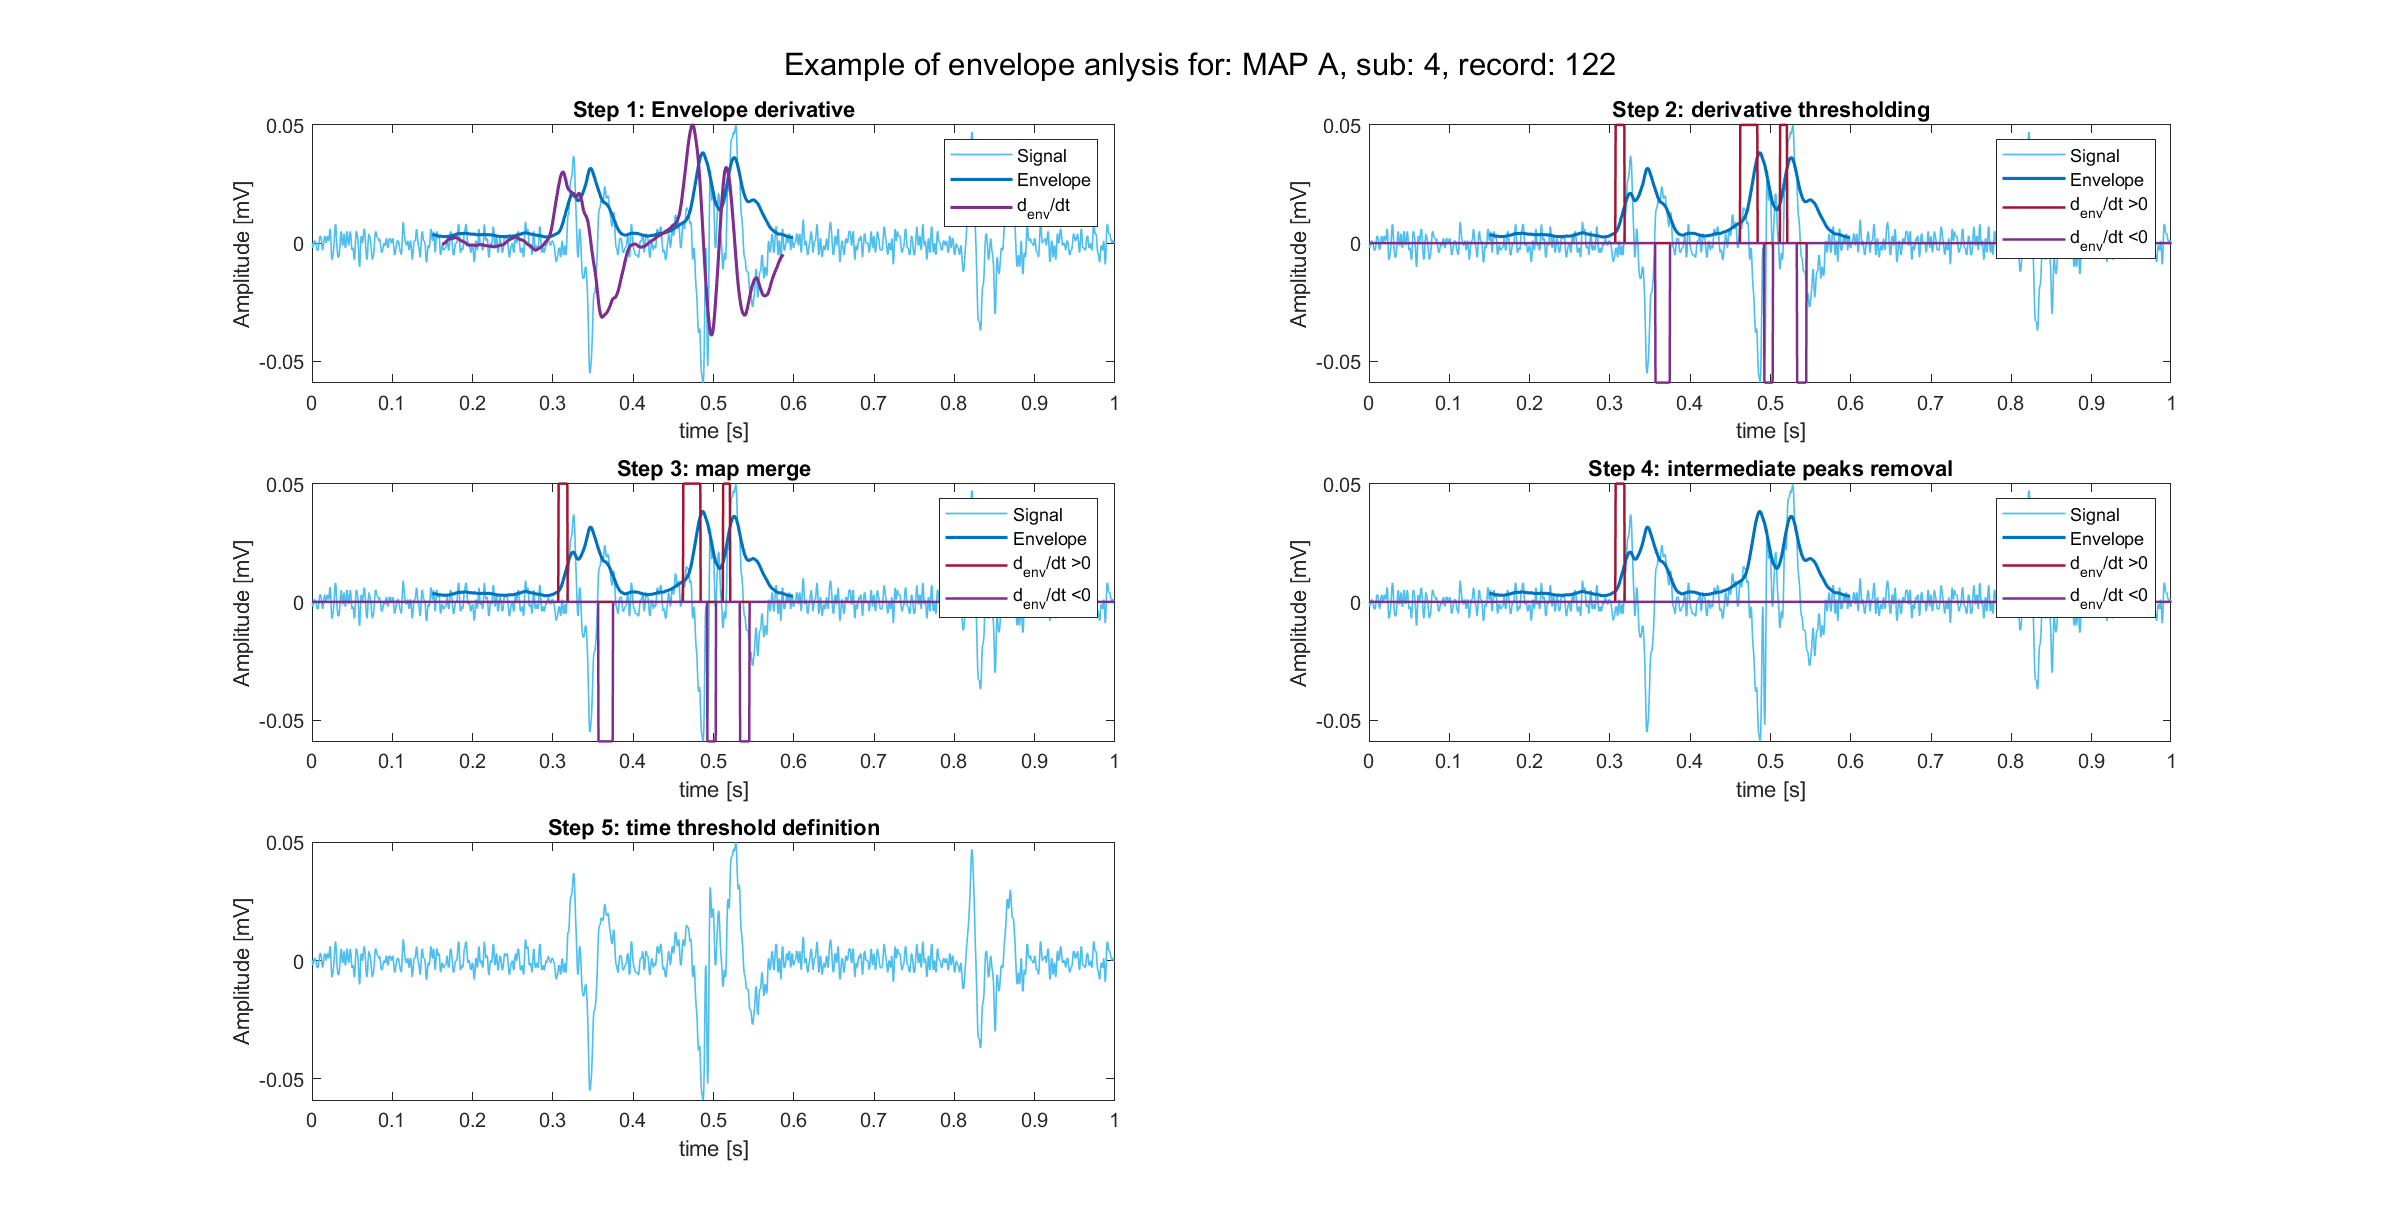 Example of envelope anlysis for: MAP A, sub: 4, record: 122
Step 1: Envelope derivative
0.05
0
-0.05
Amplitude [mV]
0 0.1 0.2 0.3 0.4 0.5 0.6 0.7 0.8 0.9 1
time [s]
Signal
Envelope
d_env/dt
Step 2: derivative thresholding
0.05
0
-0.05
Amplitude [mV]
0 0.1 0.2 0.3 0.4 0.5 0.6 0.7 0.8 0.9 1
time [s]
Signal
Envelope
d_env/dt >0
d_env/dt <0
Step 3: map merge
0.05
0
-0.05
Amplitude [mV]
0 0.1 0.2 0.3 0.4 0.5 0.6 0.7 0.8 0.9 1
time [s]
Signal
Envelope
d_env/dt >0
d_env/dt <0
Step 4: intermediate peaks removal
0.05
0
-0.05
Amplitude [mV]
0 0.1 0.2 0.3 0.4 0.5 0.6 0.7 0.8 0.9 1
time [s]
Signal
Envelope
d_env/dt >0
d_env/dt <0
Step 5: time threshold definition
0.05
0
-0.05
Amplitude [mV]
0 0.1 0.2 0.3 0.4 0.5 0.6 0.7 0.8 0.9 1
time [s]